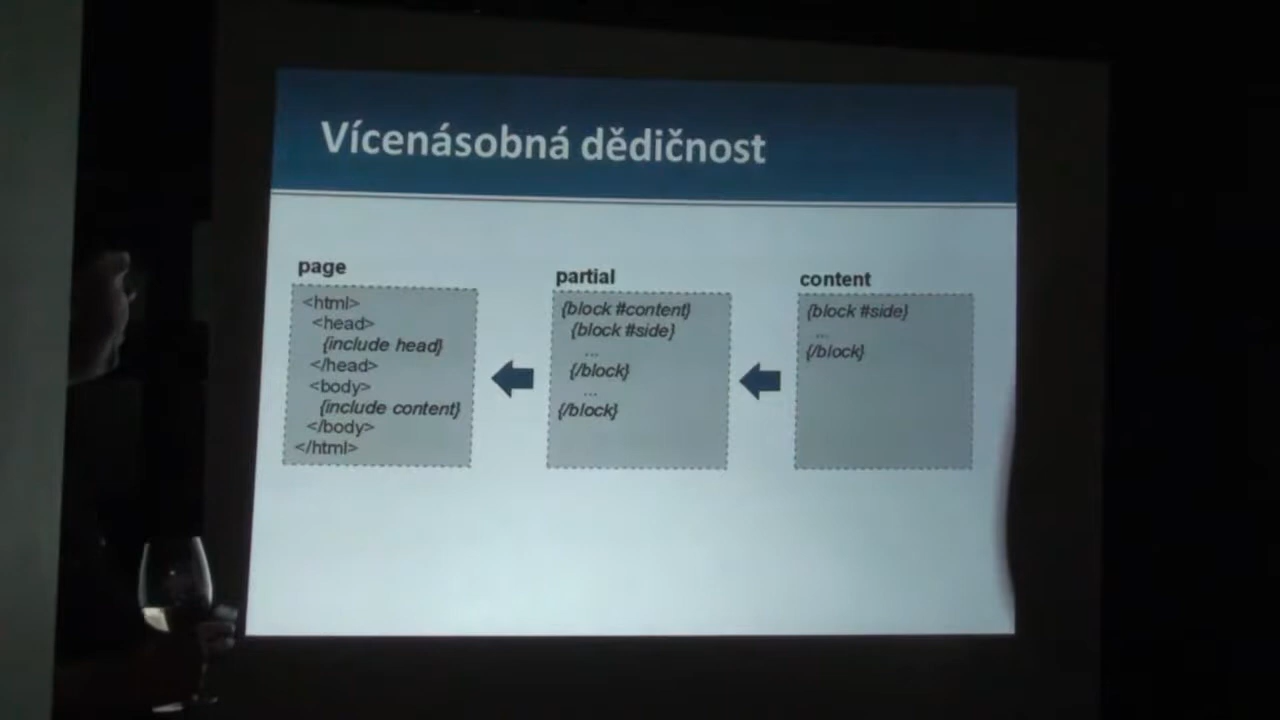 Vícenásobná dědičnost
page
<html>
<head>
{include head}
</head>
<body>
{include content}
</body>
</html>
partial
{block #content}
{block #side}
...
{/block}
...
{/block}
content
{block #side}
...
{/block}